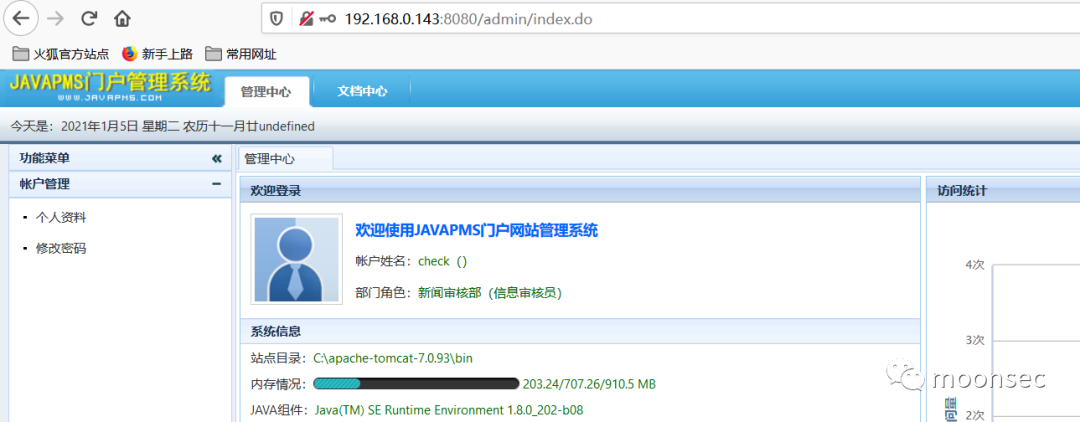 192.168.0.143:8080/admin/index.do
火狐官方站点 新手上路 常用网址
JAVAPMS门户管理系统
WWW.JAVAPMS.COM
管理中心 文档中心
今天是：2021年1月5日 星期二 农历十一月廿undefined
功能菜单
帐户管理
个人资料
修改密码
管理中心
欢迎登录
欢迎使用JAVAPMS门户网站管理系统
帐户姓名：check（）
部门角色：新闻审核部（信息审核员）
系统信息
站点目录：C:\apache-tomcat-7.0.93\bin
内存情况： 203.24/707.26/910.5 MB
JAVA组件：Java(TM) SE Runtime Environment 1.8.0_202-b08
访问统计
4次
3次
2次
问量
moonsec